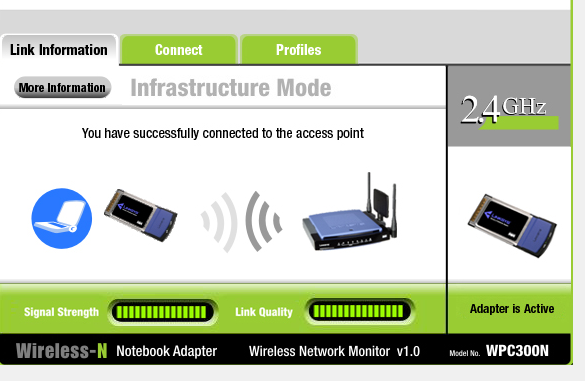 Link Information
Connect
Profiles
More Information
Infrastructure Mode
2.4GHz
You have successfully connected to the access point
Signal Strength
Link Quality
Adapter is Active
Wireless-N Notebook Adapter
Wireless Network Monitor v1.0
Model No. WPC300N